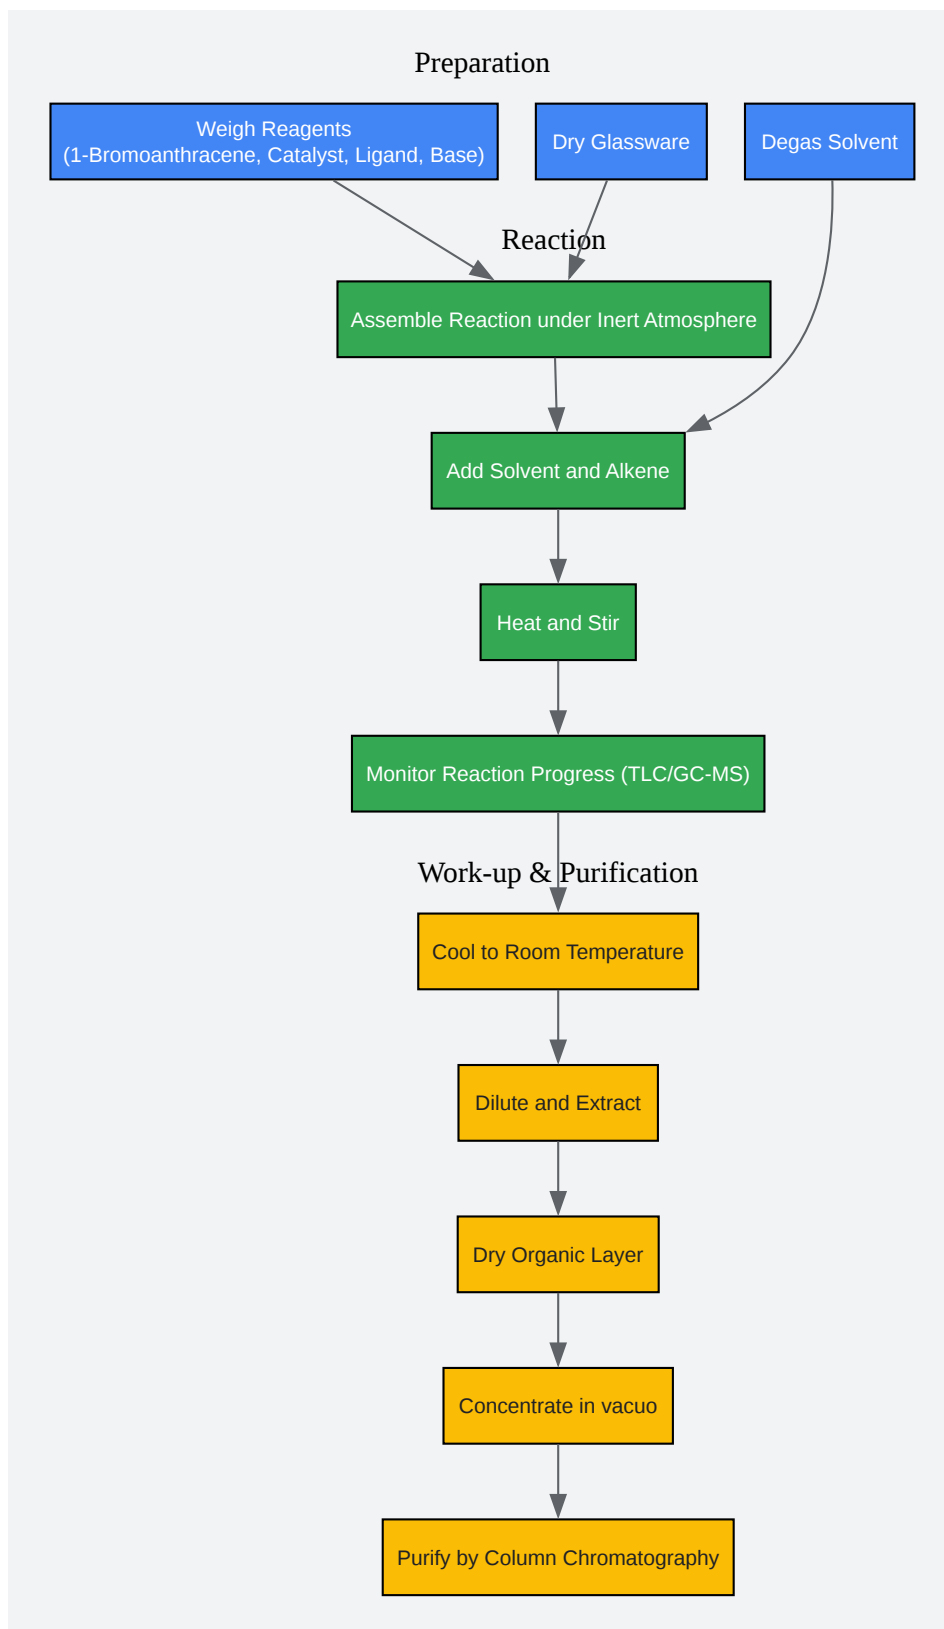 Preparation
Weigh Reagents
(1-Bromoanthracene, Catalyst, Ligand, Base)
Dry Glassware
Degas Solvent
Reaction
Assemble Reaction under Inert Atmosphere
Add Solvent and Alkene
Heat and Stir
Monitor Reaction Progress (TLC/GC-MS)
Work-up & Purification
Cool to Room Temperature
Dilute and Extract
Dry Organic Layer
Concentrate in vacuo
Purify by Column Chromatography